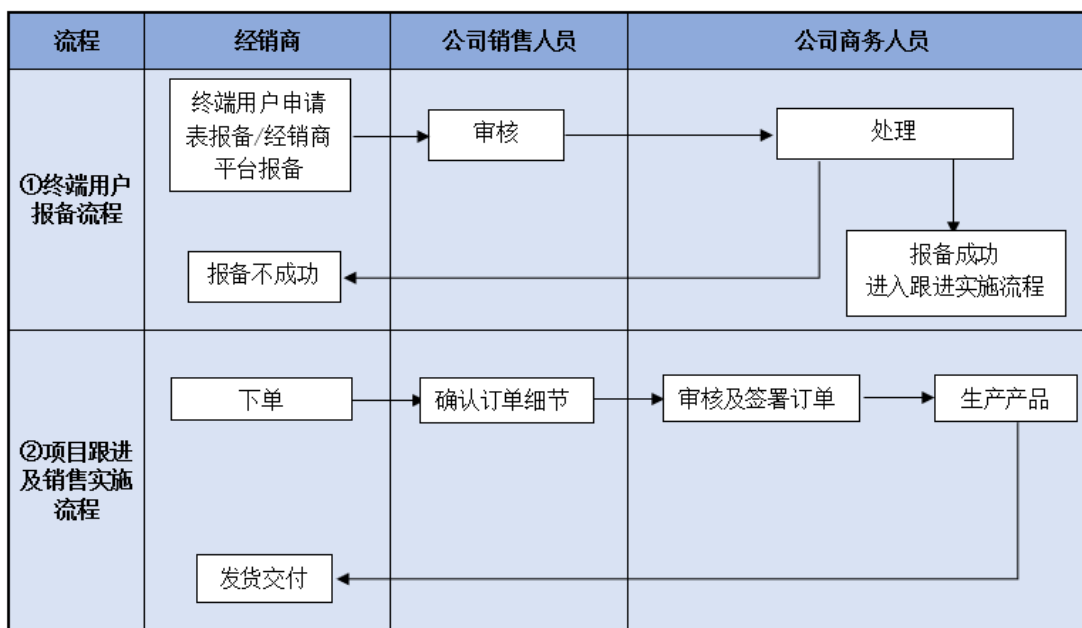 流程
经销商
公司销售人员
公司商务人员
①终端用户
报备流程
终端用户申请
表报备/经销商
平台报备
审核
处理
报备不成功
报备成功
进入跟进实施流程
②项目跟进
及销售实施
流程
下单
确认订单细节
审核及签署订单
生产产品
发货交付